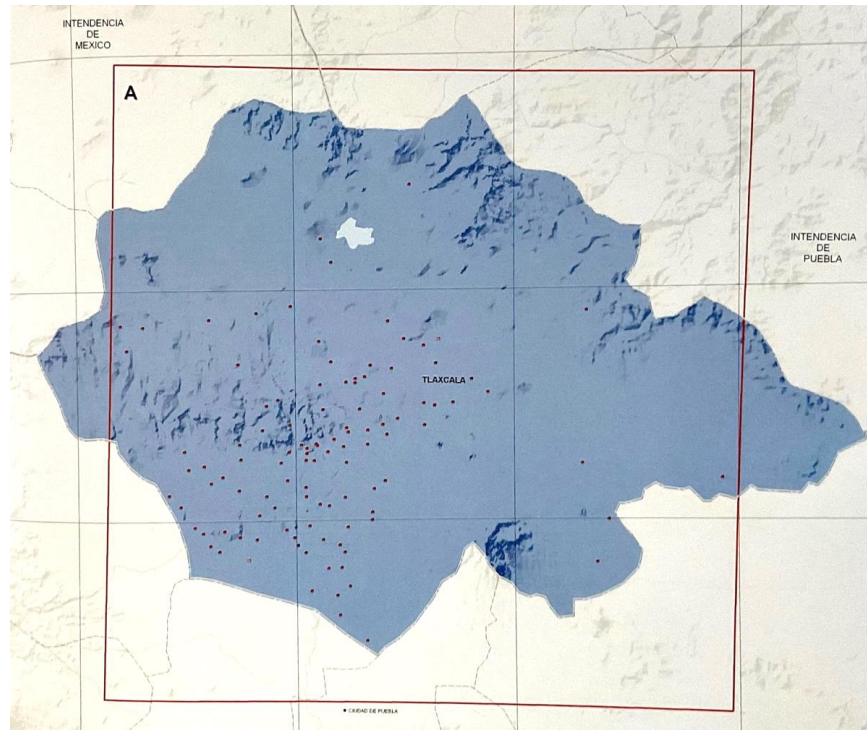 INTENDENCIA
DE
MEXICO
A
INTENDENCIA
DE
PUEBLA
TLAXCALA
CIUDAD DE PUEBLA